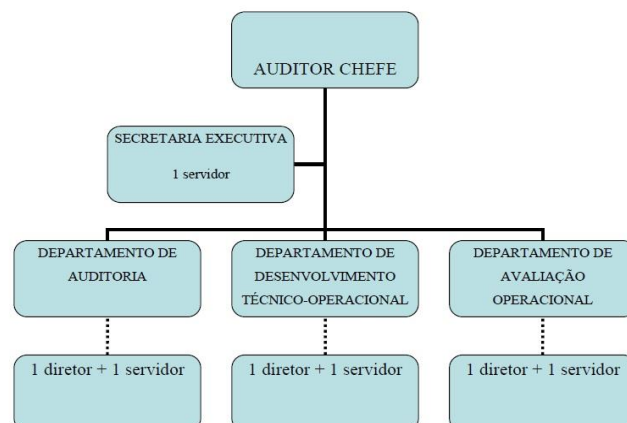 AUDITOR CHEFE
SECRETARIA EXECUTIVA
1 servidor
DEPARTAMENTO DE
AUDITORIA
DEPARTAMENTO DE
DESENVOLVIMENTO
TÉCNICO-OPERACIONAL
DEPARTAMENTO DE
AVALIAÇÃO
OPERACIONAL
1 diretor + 1 servidor
1 diretor + 1 servidor
1 diretor + 1 servidor